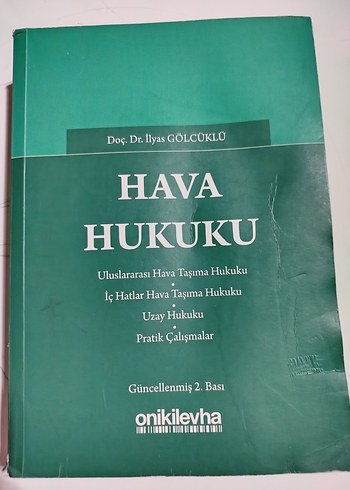 Doç. Dr. İlyas GÖLCÜKLÜ
HAVA
HUKUKU
Uluslararası Hava Taşıma Hukuku
•
İç Hatlar Hava Taşıma Hukuku
•
Uzay Hukuku
•
Pratik Çalışmalar
Güncellenmiş 2. Bası
onikilevha